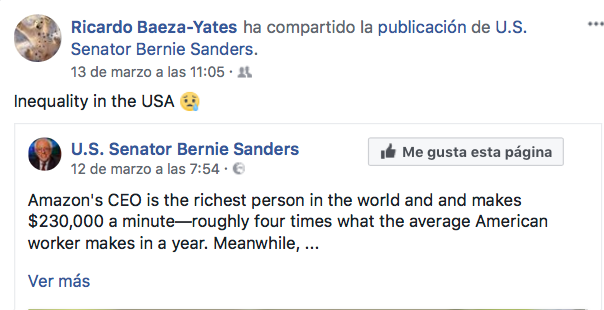 Ricardo Baeza-Yates ha compartido la publicación de U.S.
Senator Bernie Sanders.
13 de marzo a las 11:05 ·
Inequality in the USA 😢
U.S. Senator Bernie Sanders
Me gusta esta página
12 de marzo a las 7:54 ·
Amazon's CEO is the richest person in the world and and makes
$230,000 a minute—roughly four times what the average American
worker makes in a year. Meanwhile, ...
Ver más